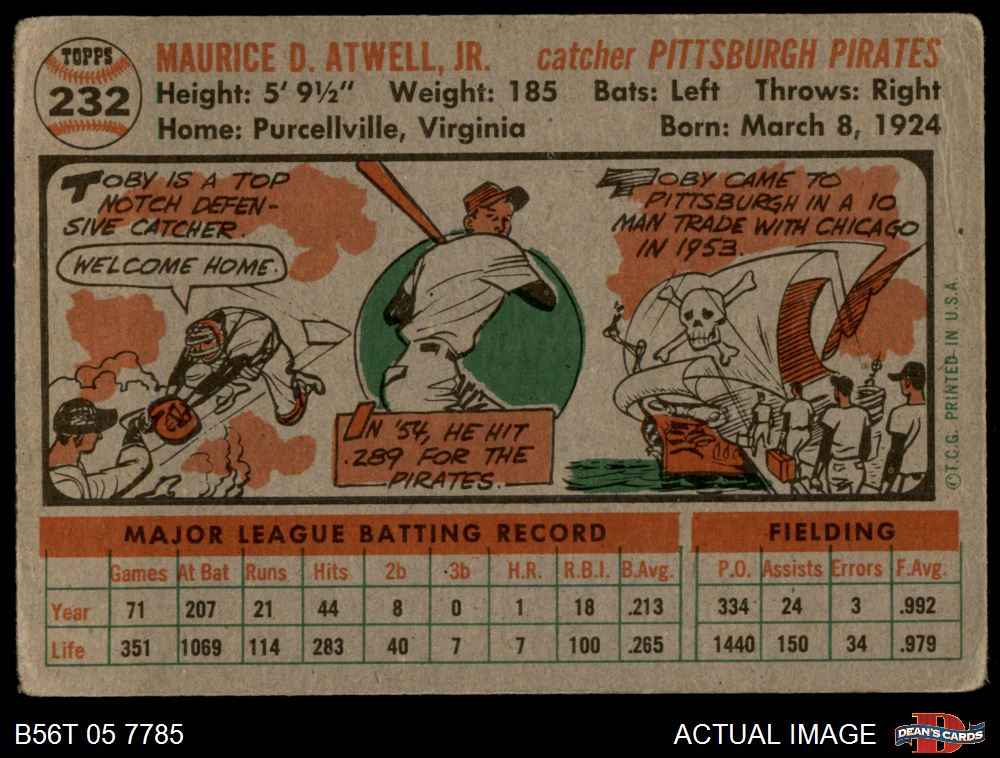 TOPPS
232
MAURICE D. ATWELL, JR. catcher PITTSBURGH PIRATES
Height: 5' 9½" Weight: 185 Bats: Left Throws: Right
Home: Purcellville, Virginia Born: March 8, 1924
TOBY IS A TOP
NOTCH DEFEN-
SIVE CATCHER.
WELCOME HOME.
IN '54, HE HIT
.289 FOR THE
PIRATES.
TOBY CAME TO
PITTSBURGH IN A 10
MAN TRADE WITH CHICAGO
IN 1953.
©T.C.G. PRINTED IN U.S.A.
MAJOR LEAGUE BATTING RECORD FIELDING
Games At Bat Runs Hits 2b 3b H.R. R.B.I. B.Avg. P.O. Assists Errors F.Avg.
Year 71 207 21 44 8 0 1 18 .213 334 24 3 .992
Life 351 1069 114 283 40 7 7 100 .265 1440 150 34 .979
B56T 05 7785 ACTUAL IMAGE
DEAN'S CARDS